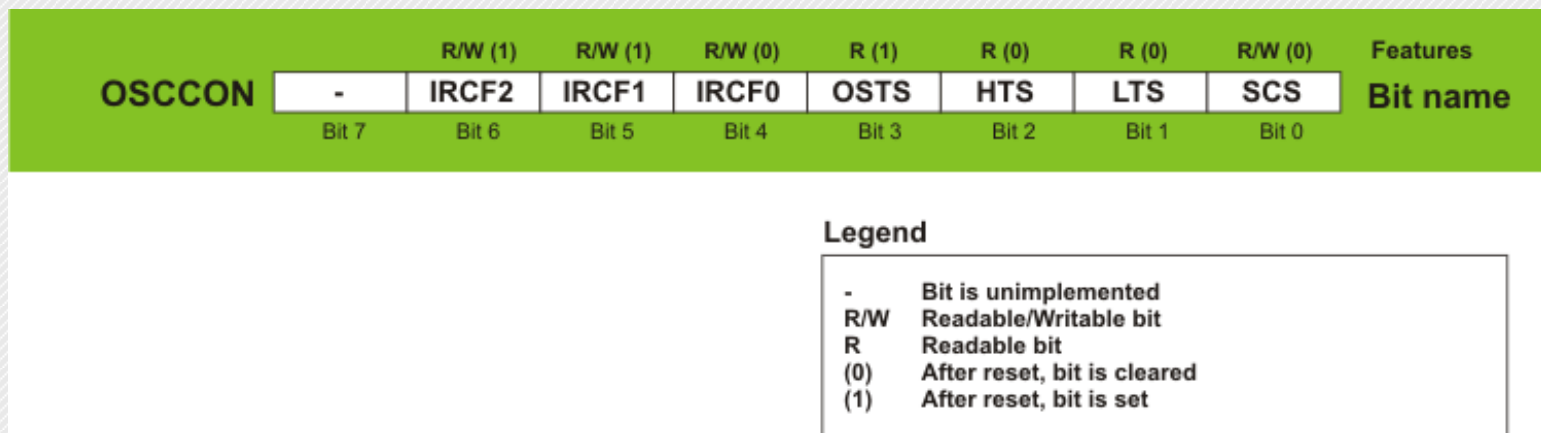 R/W (1) R/W (1) R/W (0) R (1) R (0) R (0) R/W (0) Features
OSCCON - IRCF2 IRCF1 IRCF0 OSTS HTS LTS SCS Bit name
Bit 7 Bit 6 Bit 5 Bit 4 Bit 3 Bit 2 Bit 1 Bit 0
Legend
- Bit is unimplemented
R/W Readable/Writable bit
R Readable bit
(0) After reset, bit is cleared
(1) After reset, bit is set